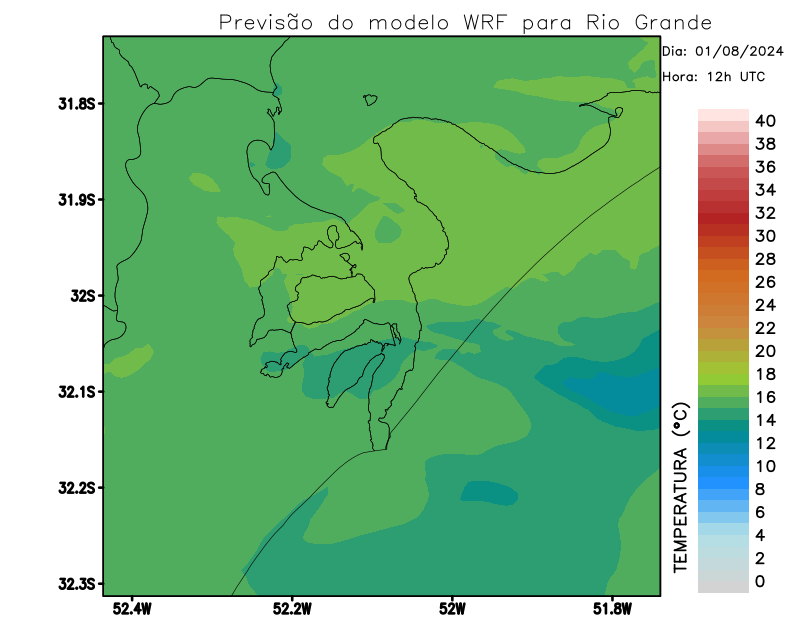 Previsão do modelo WRF para Rio Grande
Dia: 01/08/2024
Hora: 12h UTC
31.8S
31.9S
32S
32.1S
32.2S
32.3S
52.4W
52.2W
52W
51.8W
TEMPERATURA (°C)
40
38
36
34
32
30
28
26
24
22
20
18
16
14
12
10
8
6
4
2
0